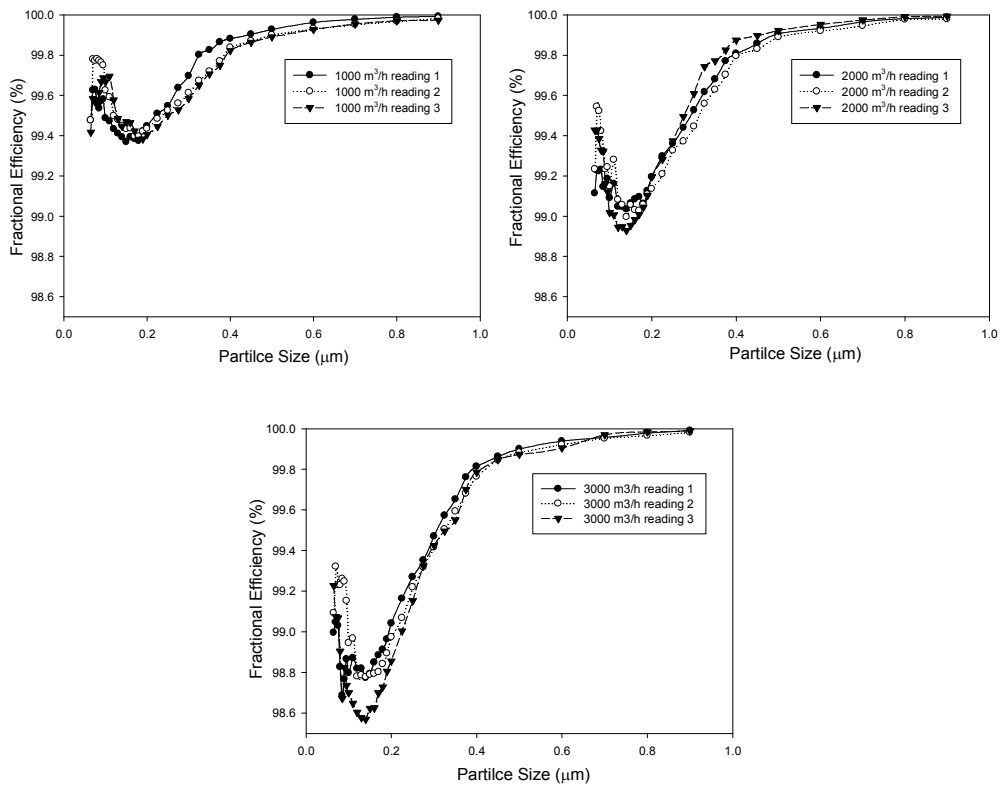 100.0
99.8
99.6
99.4
99.2
99.0
98.8
98.6
Fractional Efficiency (%)
1000 m³/h reading 1
1000 m³/h reading 2
1000 m³/h reading 3
0.0 0.2 0.4 0.6 0.8 1.0
Partilce Size (μm)
100.0
99.8
99.6
99.4
99.2
99.0
98.8
98.6
Fractional Efficiency (%)
2000 m³/h reading 1
2000 m³/h reading 2
2000 m³/h reading 3
0.0 0.2 0.4 0.6 0.8 1.0
Partilce Size (μm)
100.0
99.8
99.6
99.4
99.2
99.0
98.8
98.6
Fractional Efficiency (%)
3000 m3/h reading 1
3000 m3/h reading 2
3000 m3/h reading 3
0.0 0.2 0.4 0.6 0.8 1.0
Partilce Size (μm)